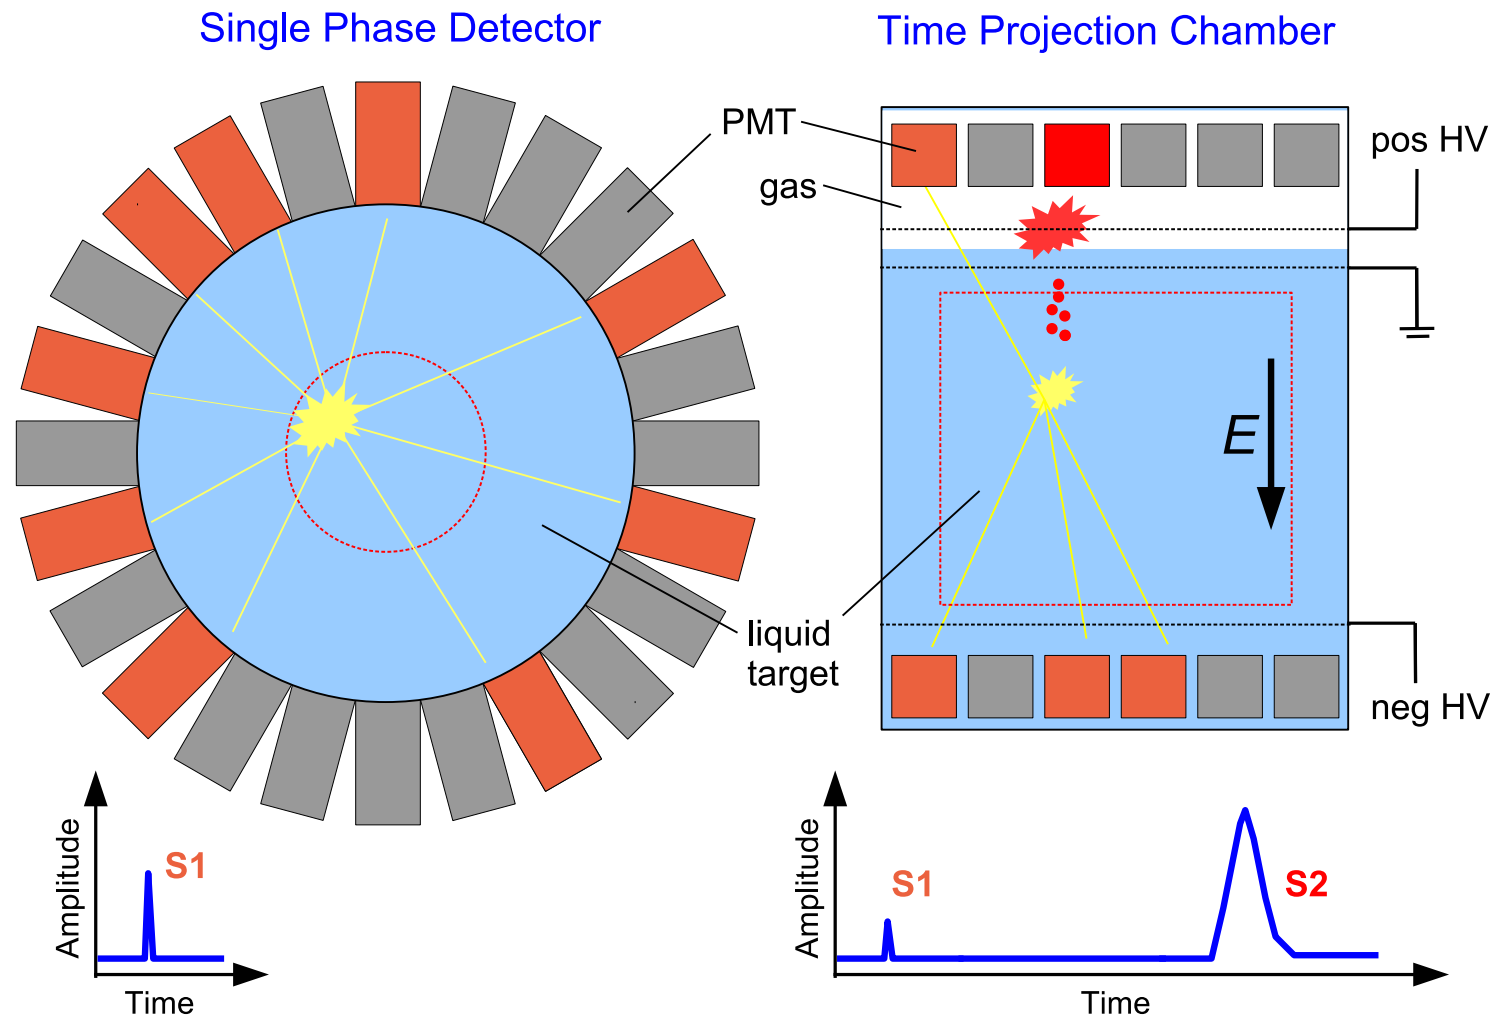 Single Phase Detector
Time Projection Chamber
PMT
pos HV
gas
E
liquid
target
neg HV
Amplitude
S1
Time
Amplitude
S1
S2
Time